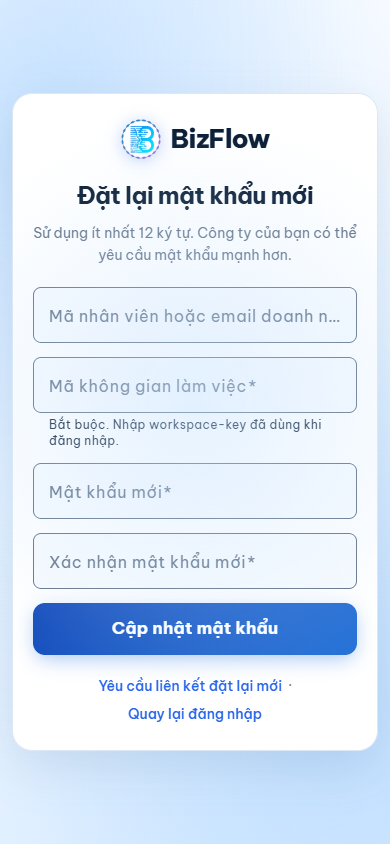 BizFlow
Đặt lại mật khẩu mới
Sử dụng ít nhất 12 ký tự. Công ty của bạn có thể
yêu cầu mật khẩu mạnh hơn.
Mã nhân viên hoặc email doanh n...
Mã không gian làm việc*
Bắt buộc. Nhập workspace-key đã dùng khi
đăng nhập.
Mật khẩu mới*
Xác nhận mật khẩu mới*
Cập nhật mật khẩu
Yêu cầu liên kết đặt lại mới ·
Quay lại đăng nhập